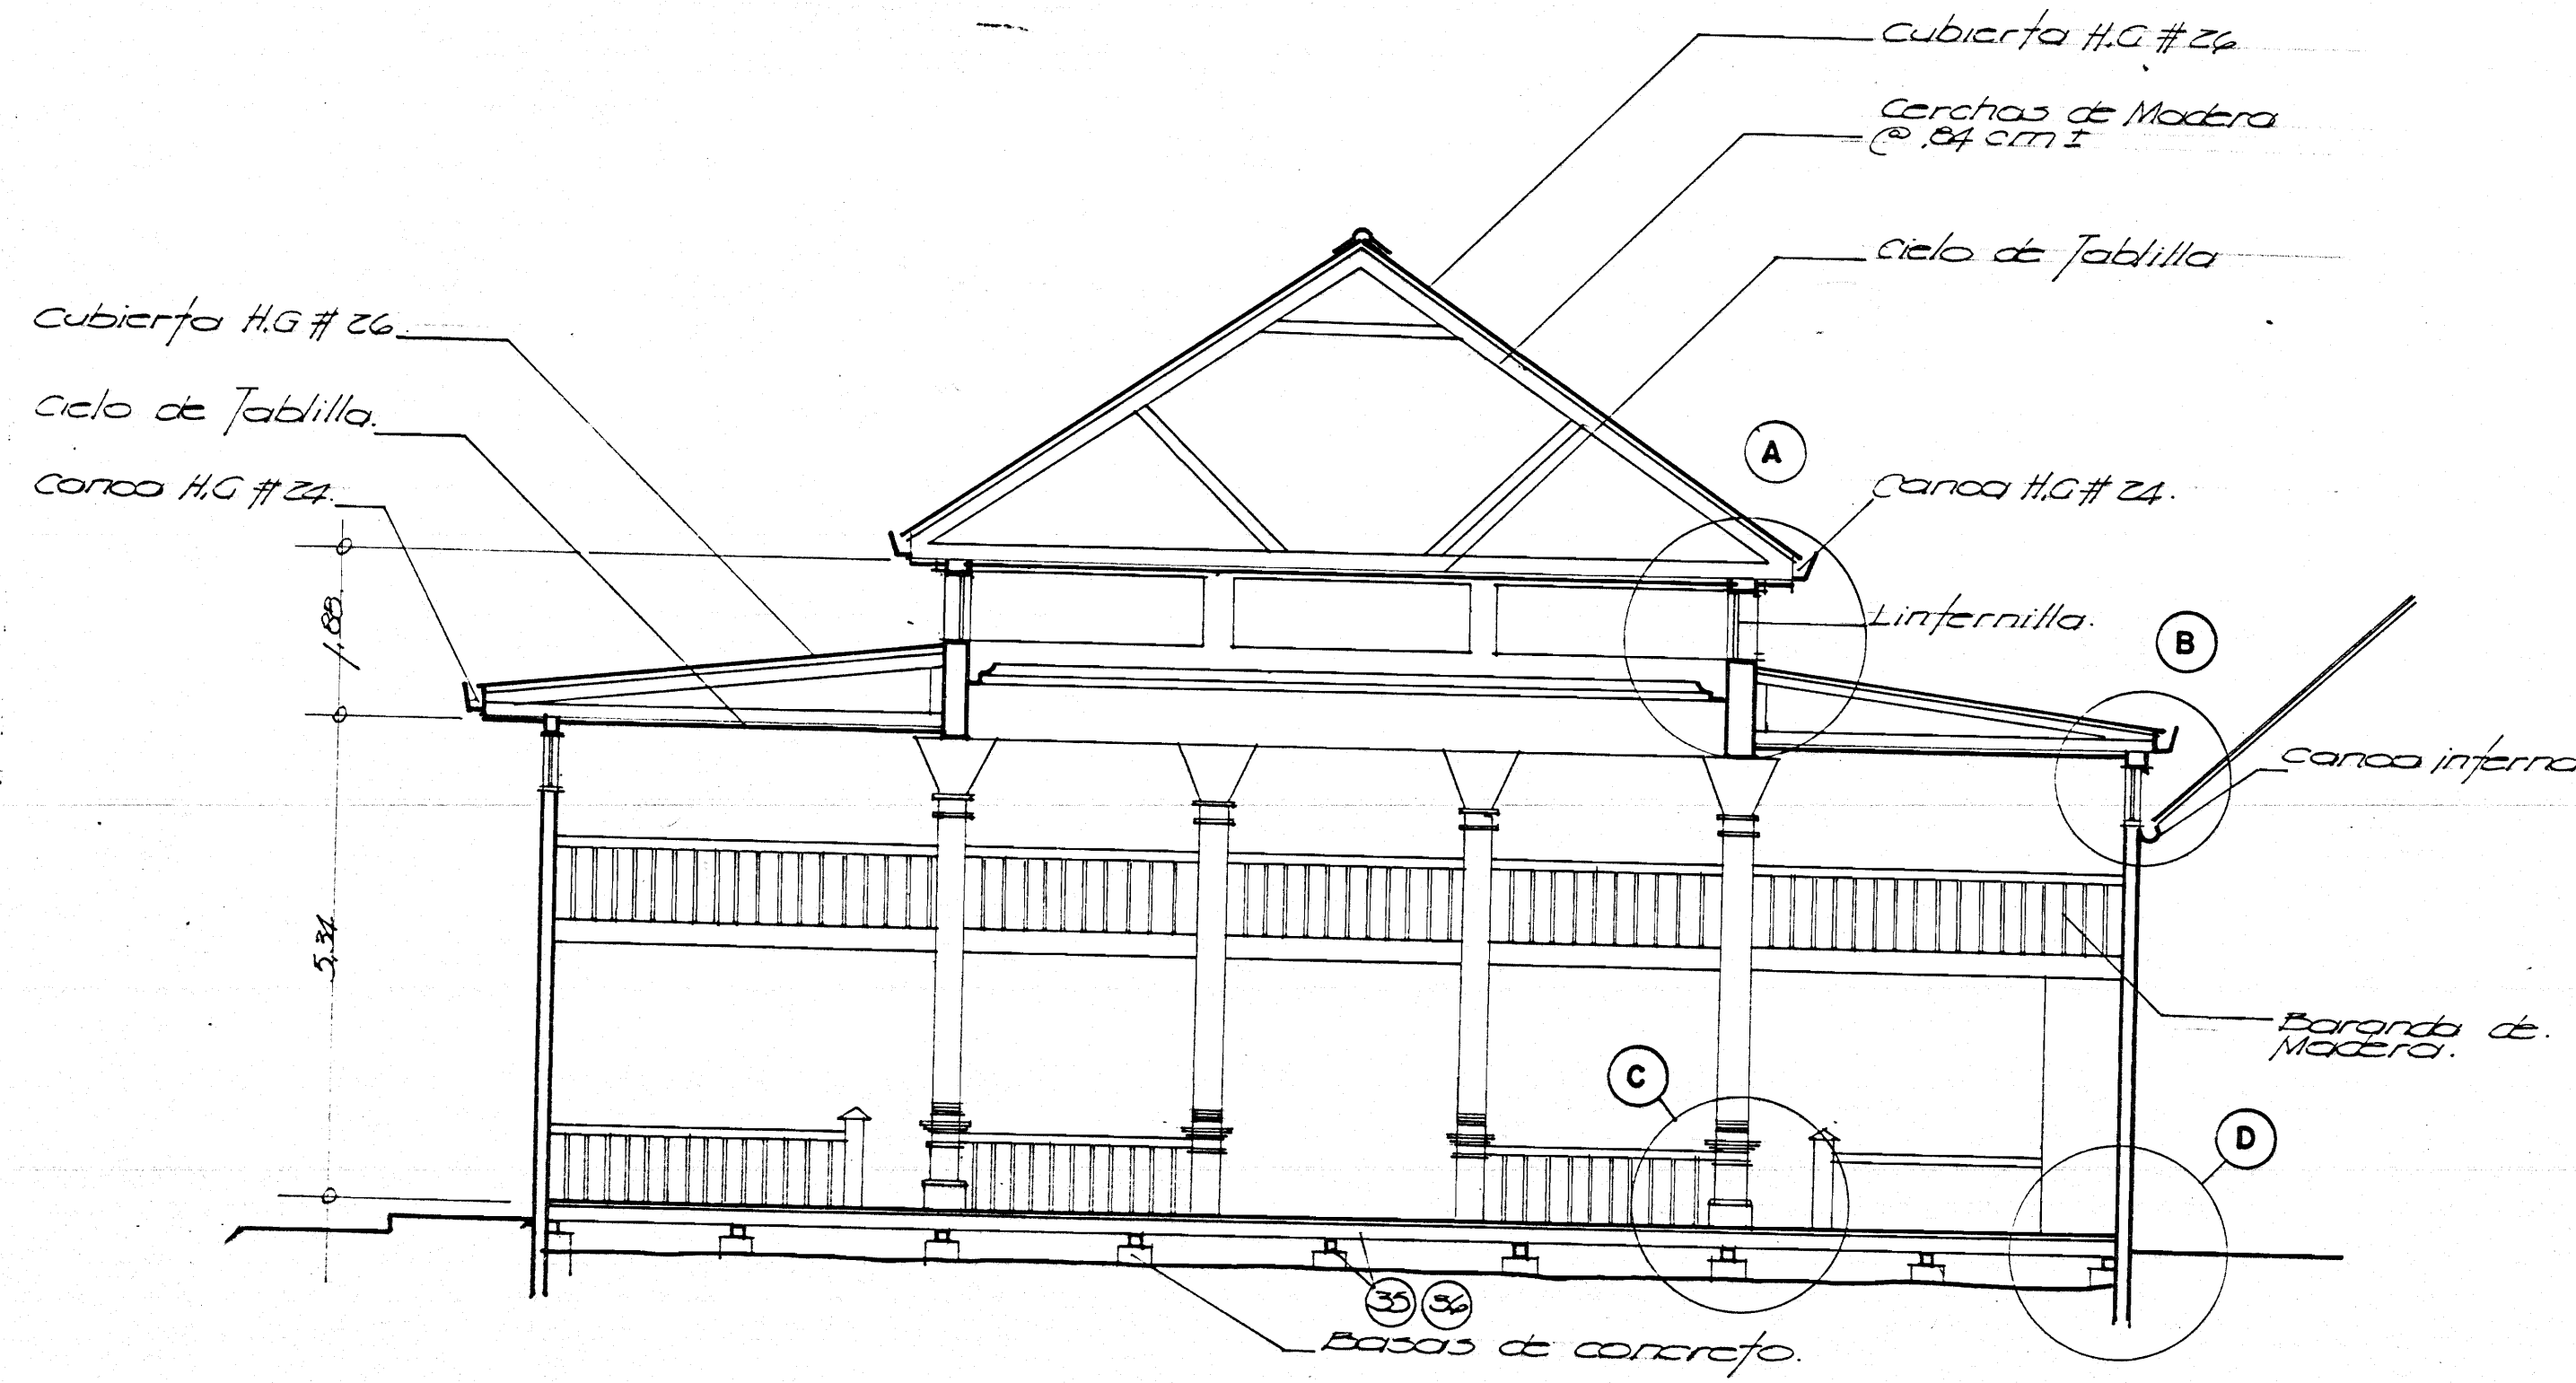 Cubierta H.G # 26
Cerchas de Madera
@ .84 cm ±
Cielo de Tablilla
Cubierta H.G # 26.
Cielo de Tablilla.
Canoa H.G # 24.
A
Canoa H.G # 24.
1.88
Linternilla.
B
Canoa interna
5,34
Baranda de.
Madera.
C
D
35 36
Basas de concreto.